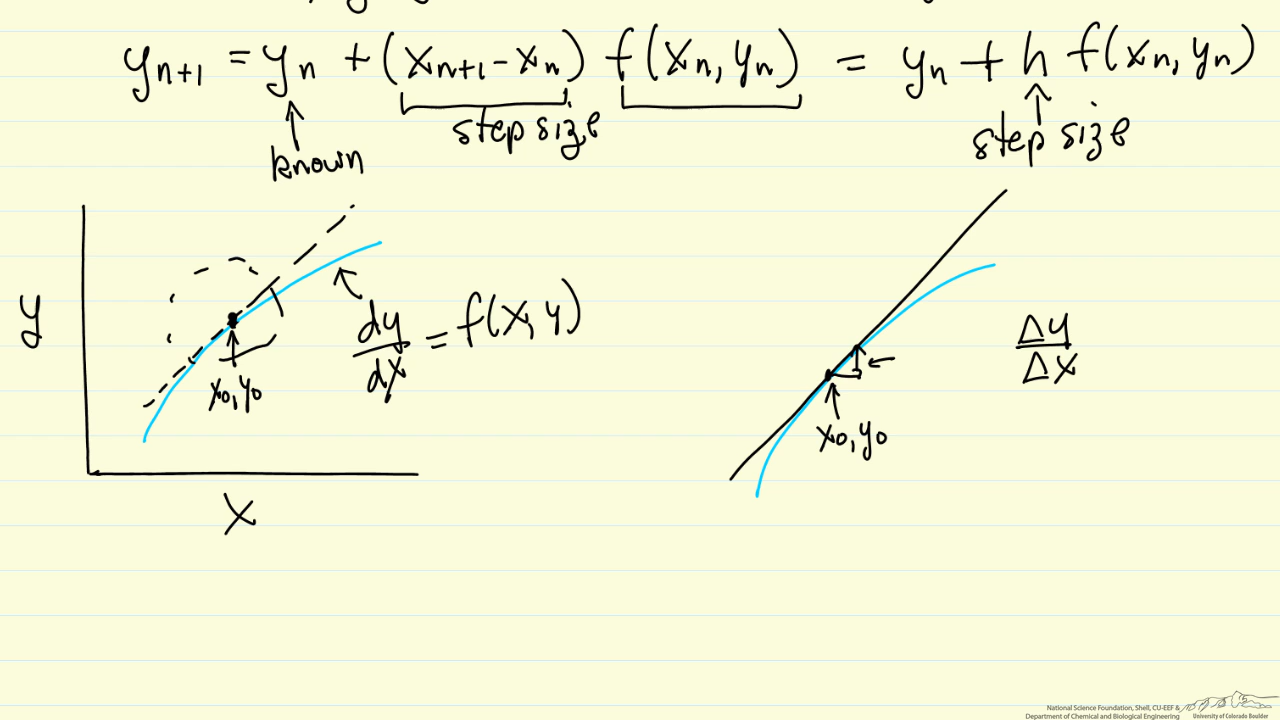 yₙ₊₁ = yₙ + (xₙ₊₁ - xₙ) f(xₙ, yₙ) = yₙ + h f(xₙ, yₙ)
step size
step size
known
y
dy/dx = f(x, y)
Δy/Δx
x₀, y₀
x₀, y₀
x
National Science Foundation, Shell, CU-EEF &
Department of Chemical and Biological Engineering
University of Colorado Boulder